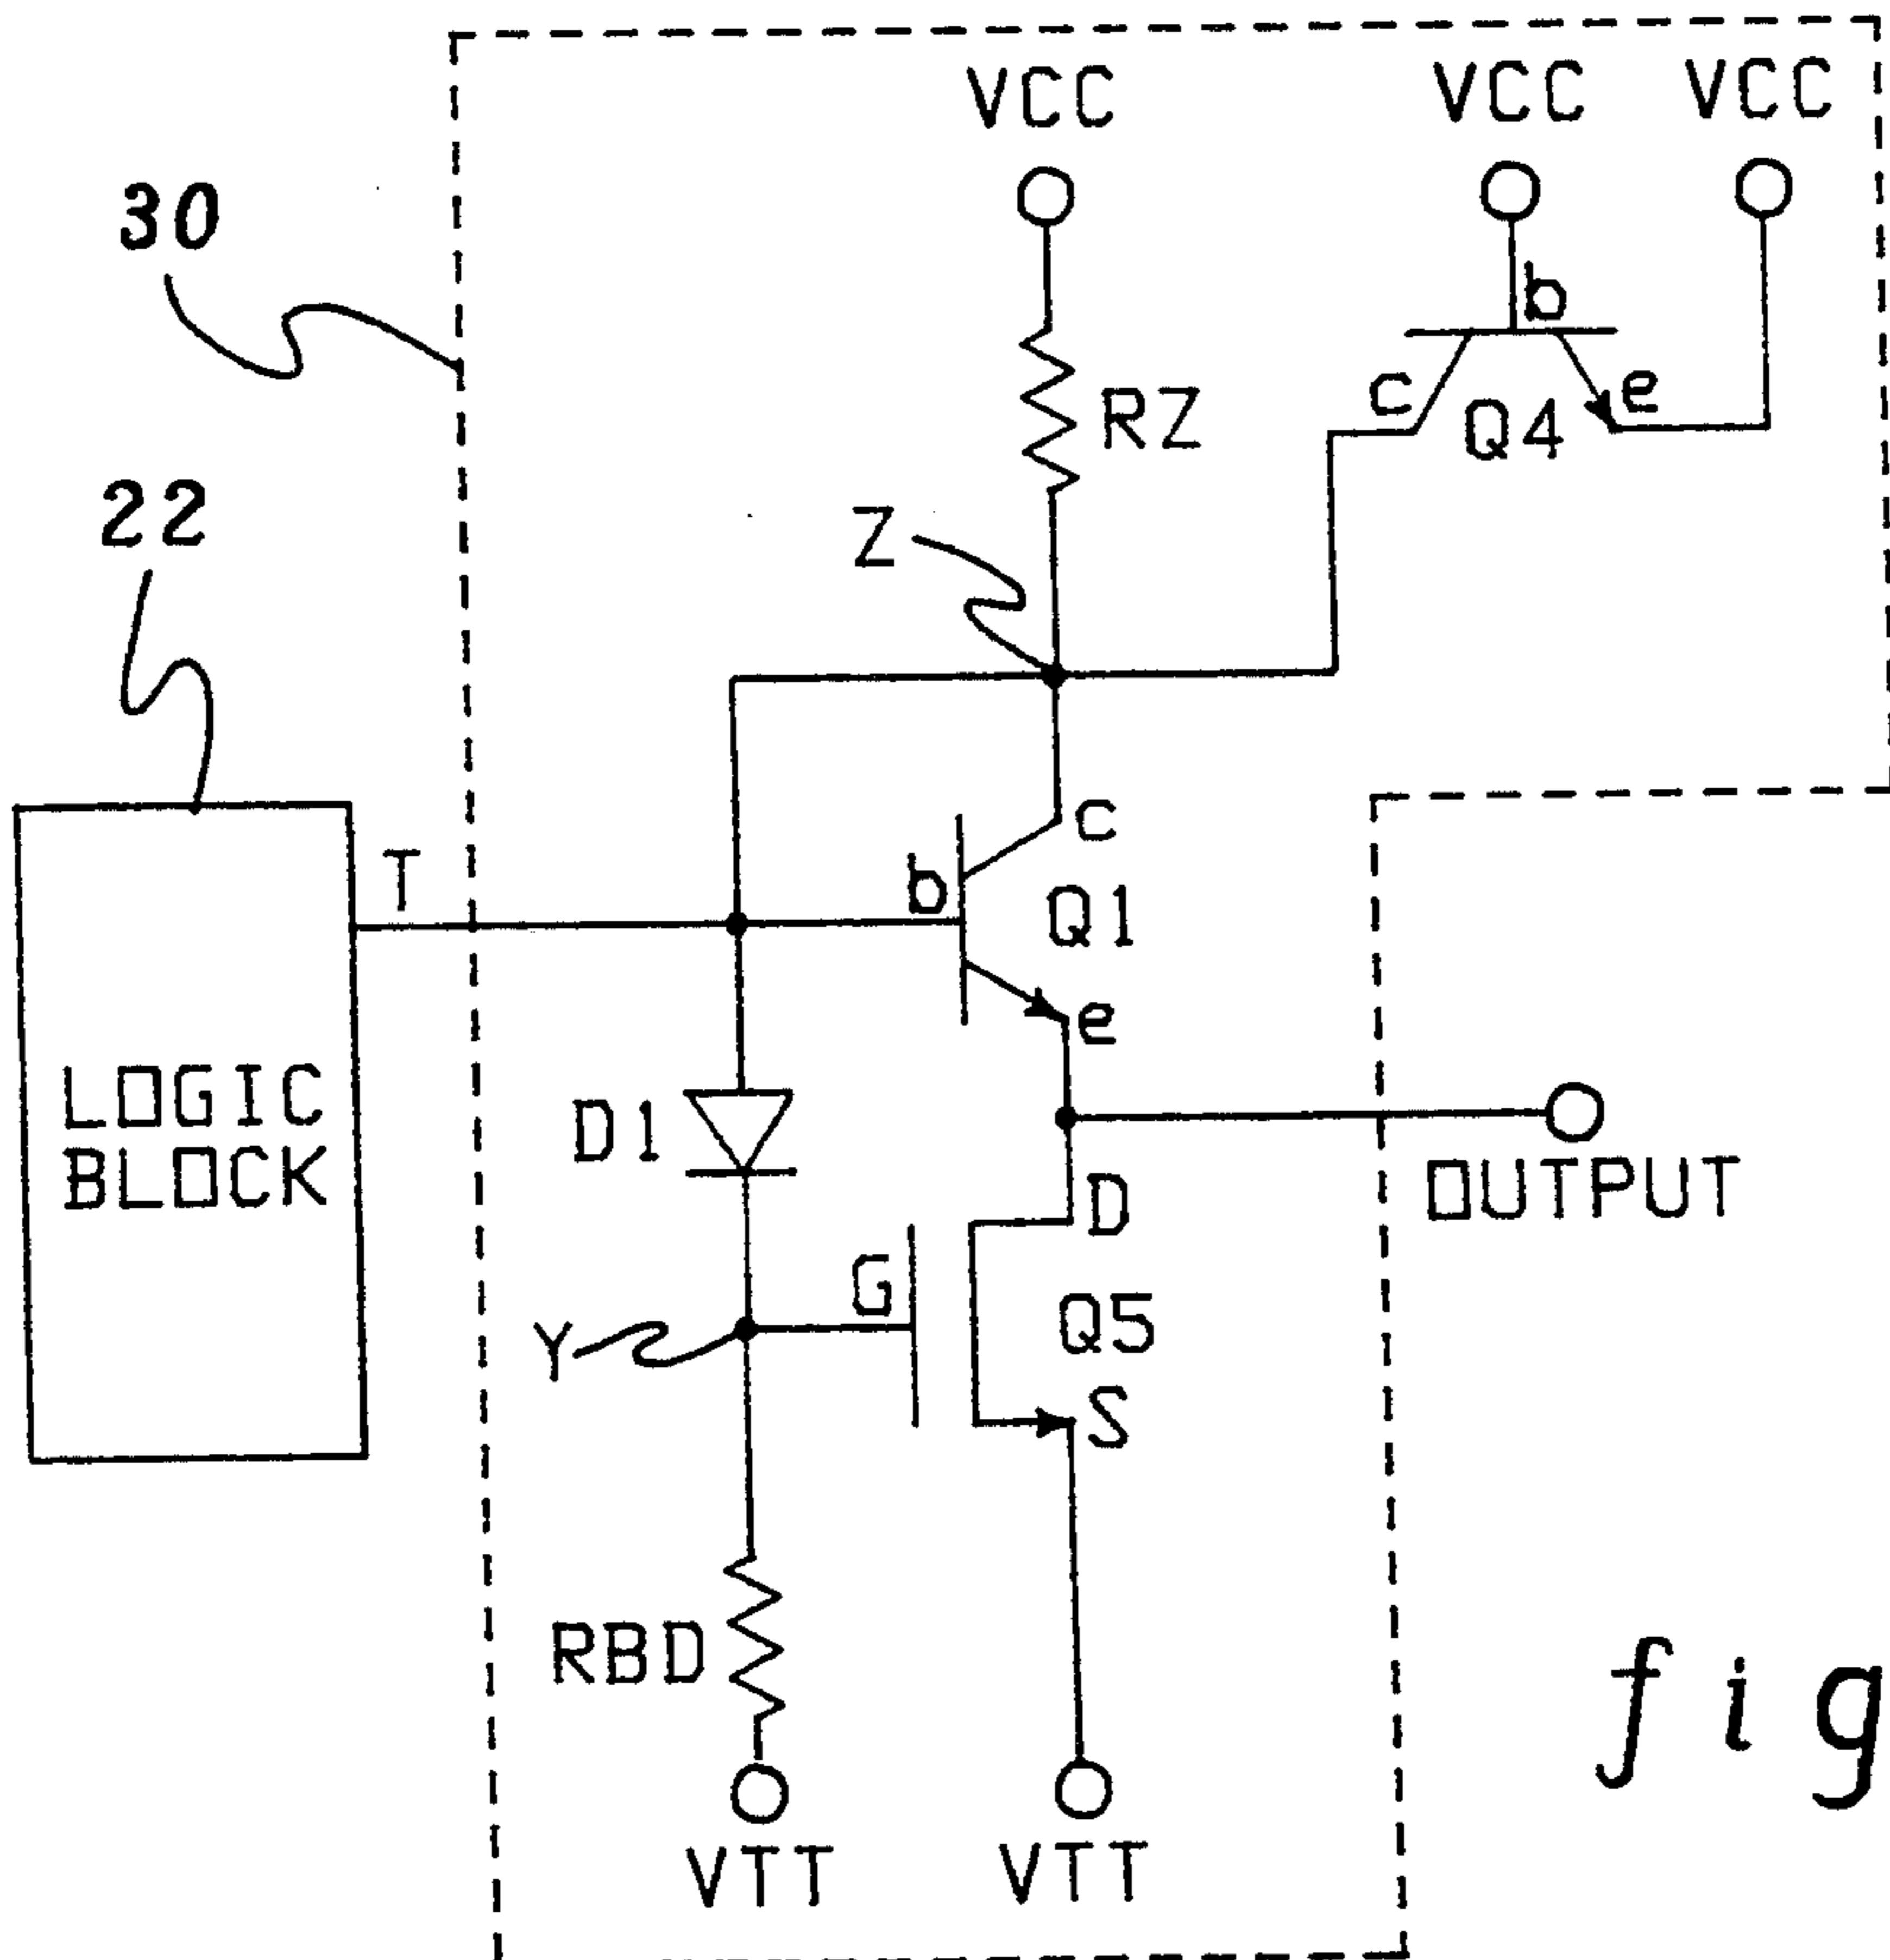 VCC VCC VCC
30
b
c e
RZ Q4
22
Z
c
T
b Q1
e
LOGIC
BLOCK
D1
OUTPUT
D
G
Q5
Y
S
RBD
fig
VTT VTT